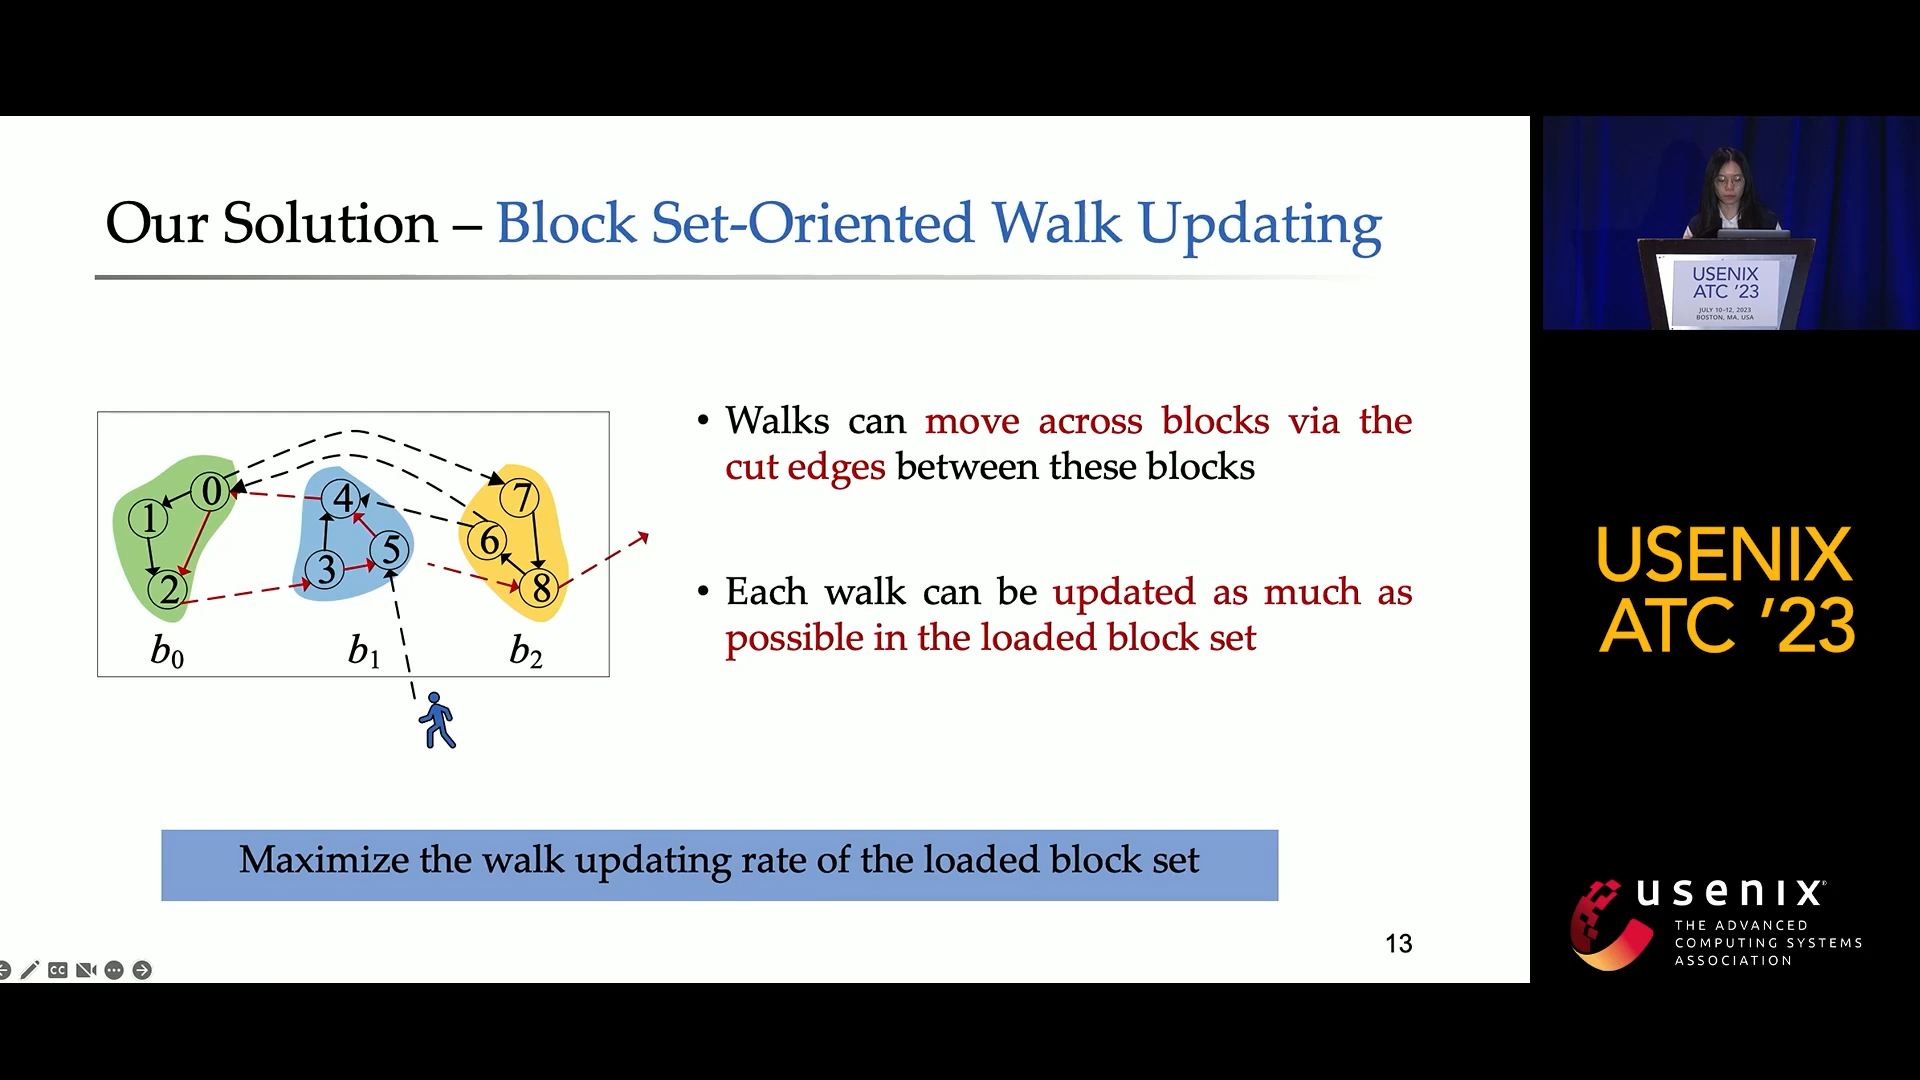 Our Solution – Block Set-Oriented Walk Updating
• Walks can move across blocks via the
cut edges between these blocks
• Each walk can be updated as much as
possible in the loaded block set
0
1
2
4
3
5
7
6
8
b0
b1
b2
Maximize the walk updating rate of the loaded block set
13
CC
USENIX
ATC '23
JULY 10–12, 2023
BOSTON, MA, USA
USENIX
ATC '23
usenix
THE ADVANCED
COMPUTING SYSTEMS
ASSOCIATION